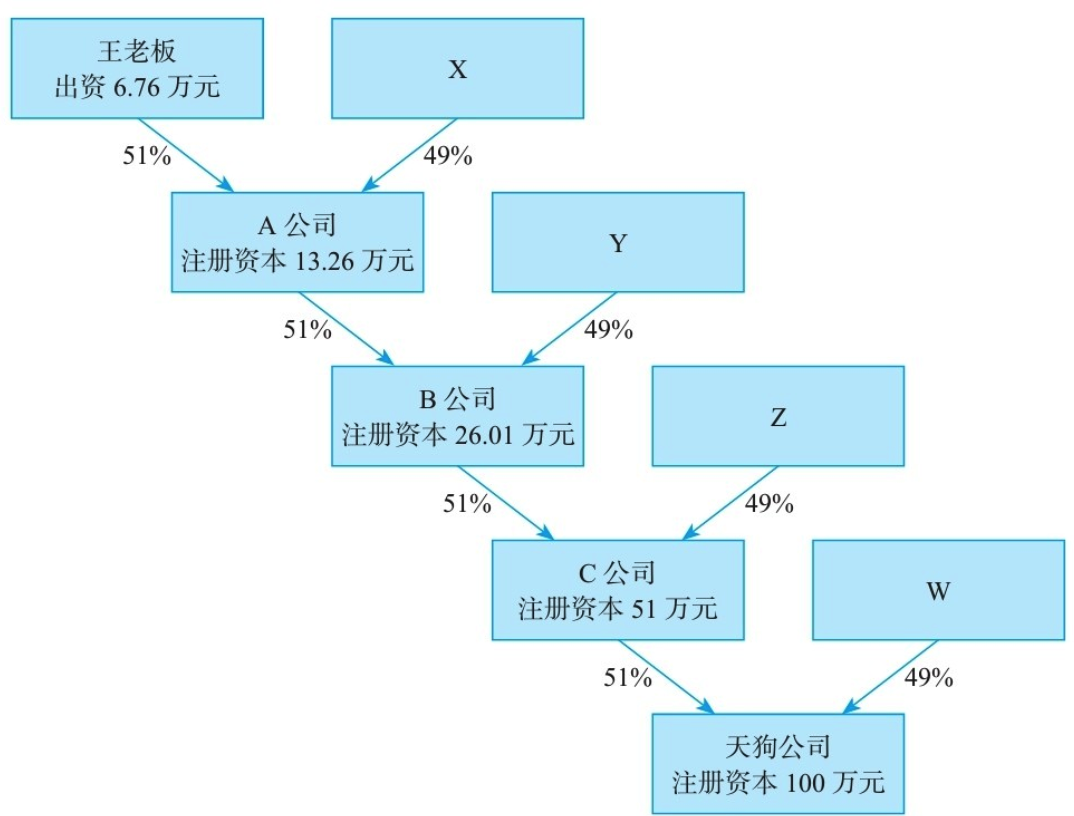 王老板
出资 6.76 万元
X
51%
49%
A 公司
注册资本 13.26 万元
Y
51%
49%
B 公司
注册资本 26.01 万元
Z
51%
49%
C 公司
注册资本 51 万元
W
51%
49%
天狗公司
注册资本 100 万元